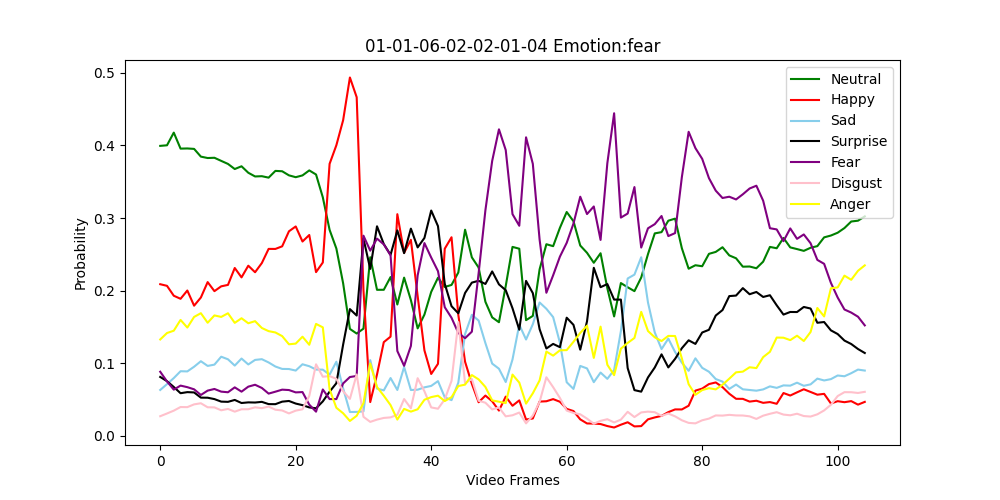 01-01-06-02-02-01-04 Emotion:fear
Probability
0.5
0.4
0.3
0.2
0.1
0.0
0 20 40 60 80 100
Video Frames
Neutral
Happy
Sad
Surprise
Fear
Disgust
Anger